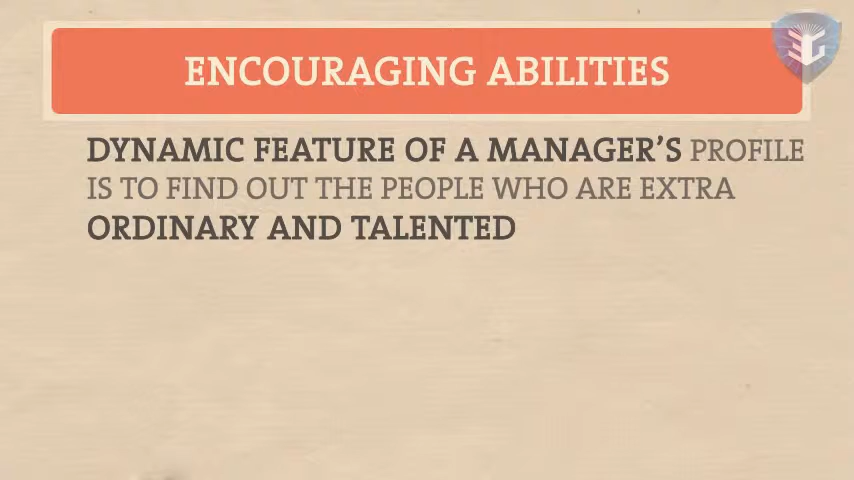 ENCOURAGING ABILITIES
DYNAMIC FEATURE OF A MANAGER'S PROFILE
IS TO FIND OUT THE PEOPLE WHO ARE EXTRA
ORDINARY AND TALENTED